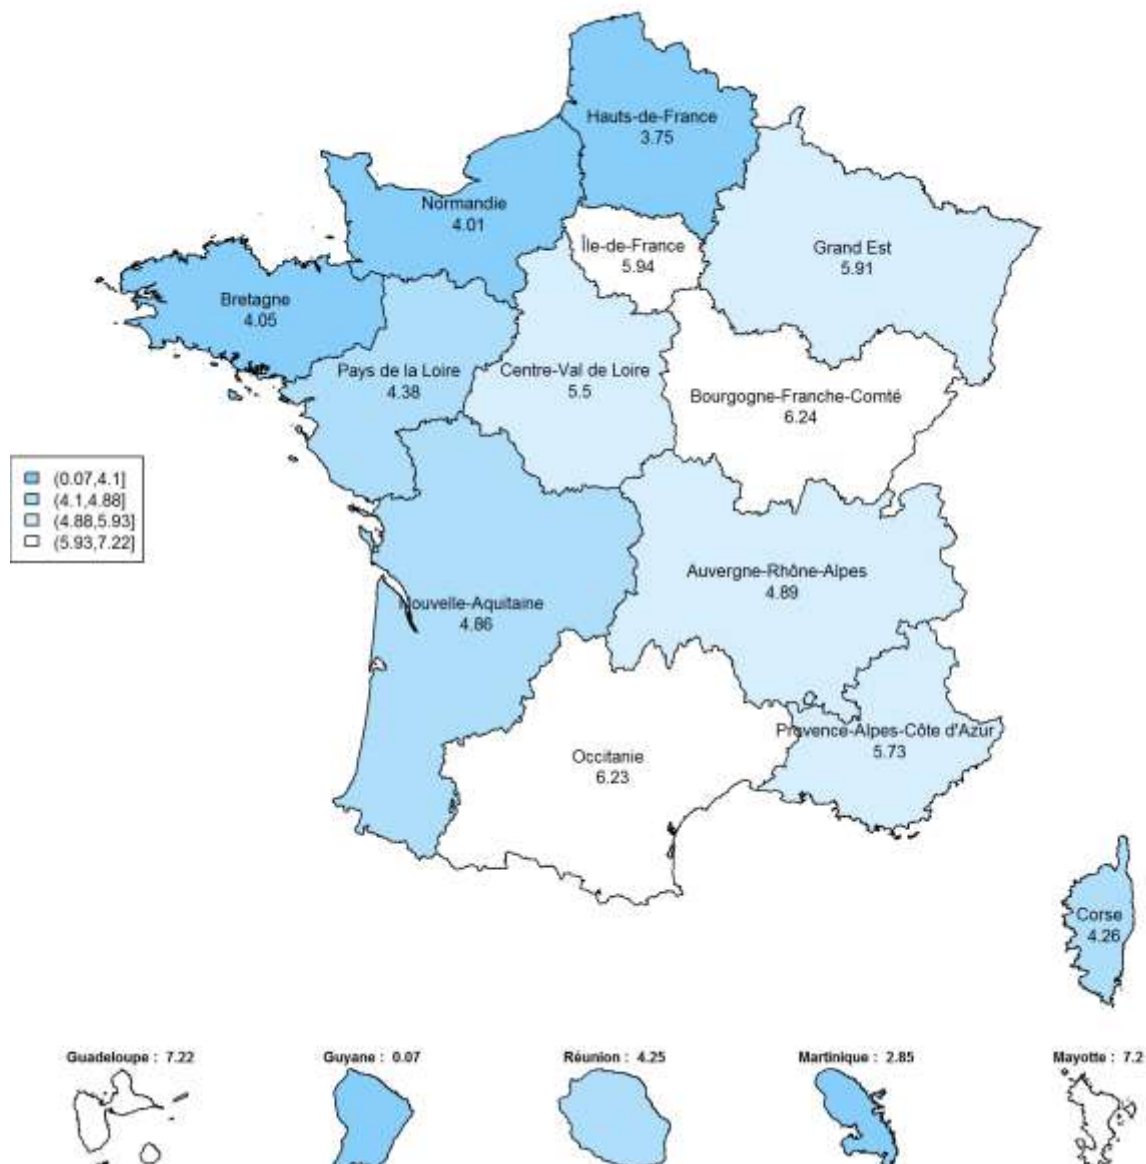 Hauts-de-France
3.75
Normandie
4.01
Île-de-France
5.94
Grand Est
5.91
Bretagne
4.05
Pays de la Loire
4.38
Centre-Val de Loire
5.5
Bourgogne-Franche-Comté
6.24
(0.07,4.1]
(4.1,4.88]
(4.88,5.93]
(5.93,7.22]
Auvergne-Rhône-Alpes
4.89
Nouvelle-Aquitaine
4.86
Provence-Alpes-Côte d'Azur
5.73
Occitanie
6.23
Corse
4.26
Guadeloupe : 7.22
Guyane : 0.07
Réunion : 4.25
Martinique : 2.85
Mayotte : 7.2